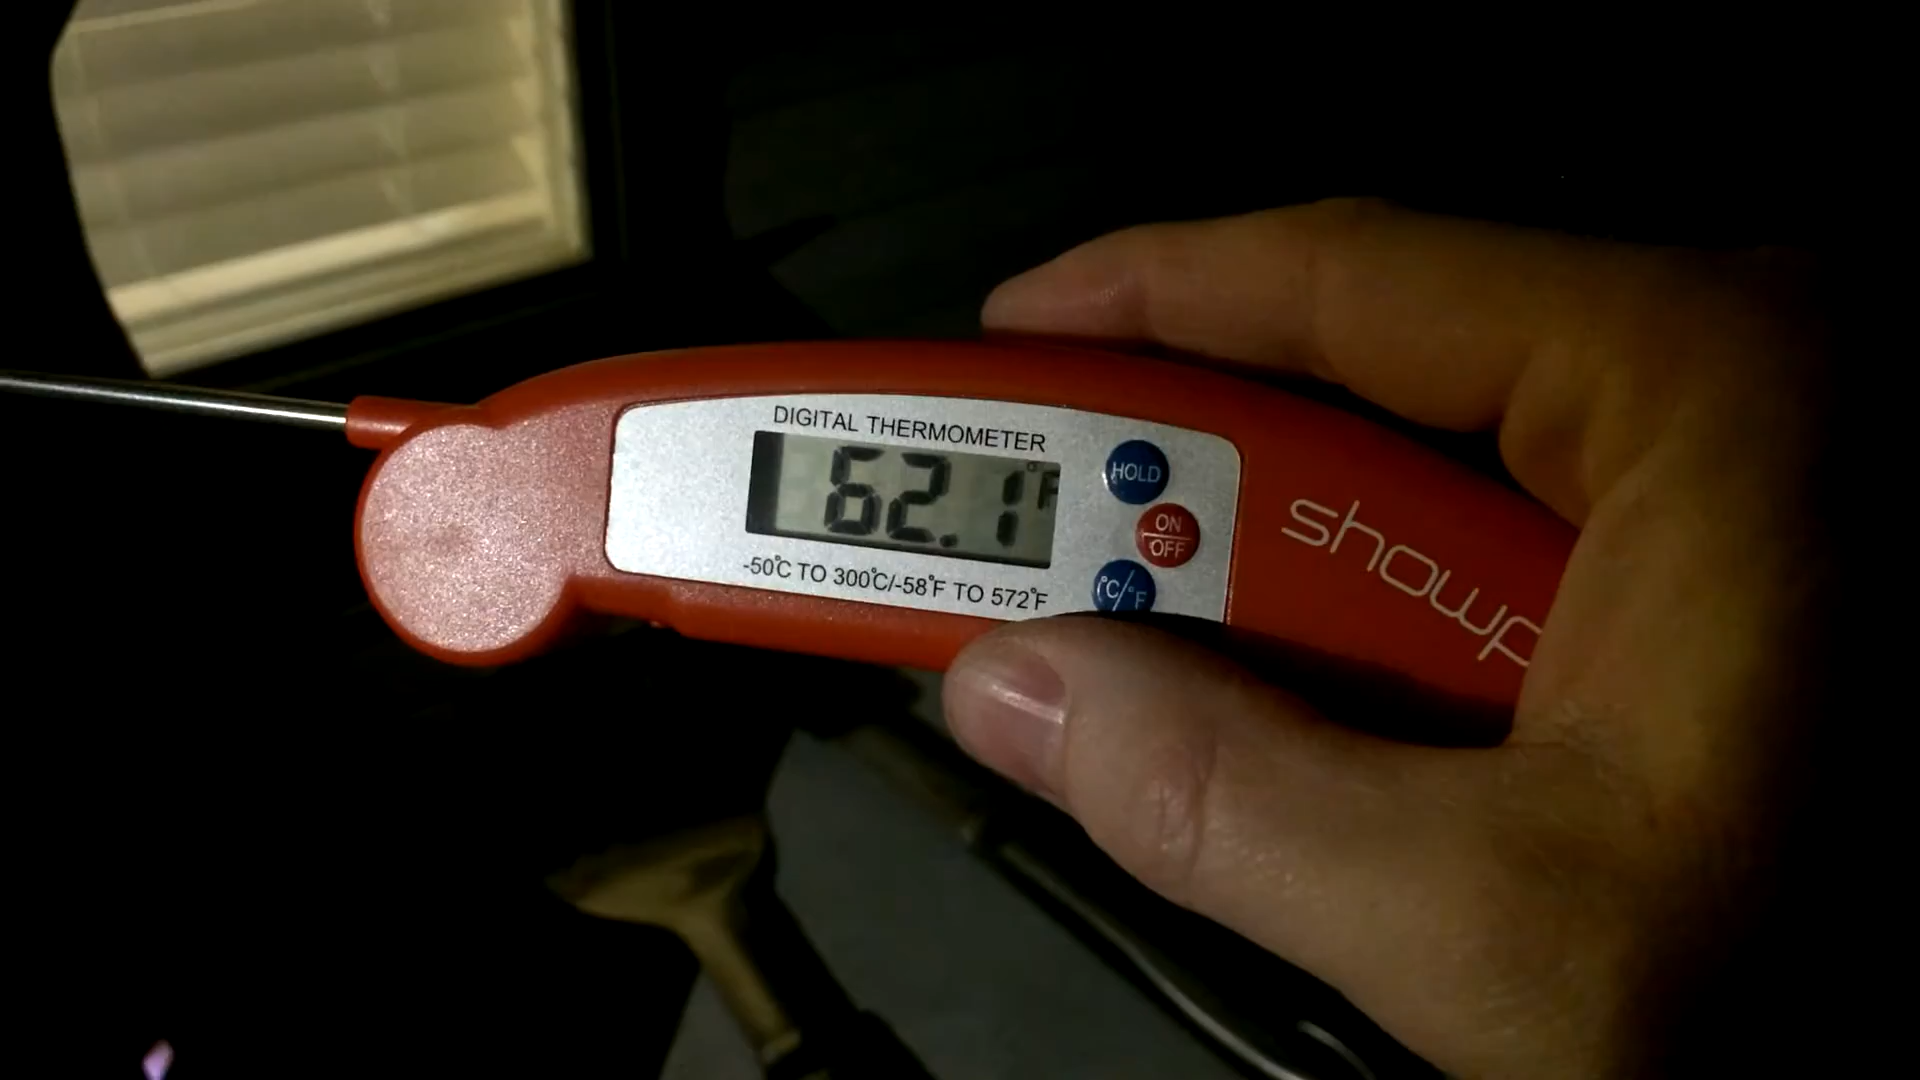 DIGITAL THERMOMETER
62.1°F
-50°C TO 300°C/-58°F TO 572°F
HOLD
ON
OFF
°C/°F
showp